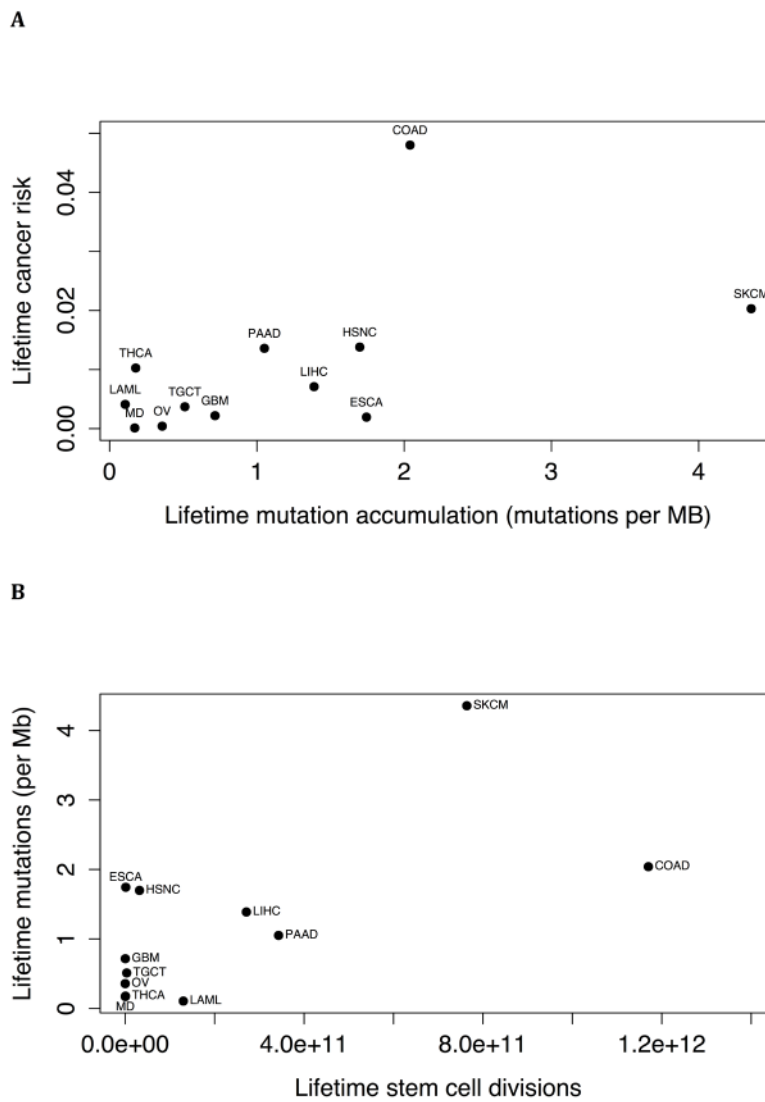 A
COAD
SKCM
PAAD
HSNC
THCA
LIHC
LAML
TGCT
GBM
ESCA
MD
OV
0.04
0.02
0.00
Lifetime cancer risk
0
1
2
3
4
Lifetime mutation accumulation (mutations per MB)
B
SKCM
COAD
ESCA
HSNC
LIHC
PAAD
GBM
TGCT
OV
THCA
LAML
MD
4
3
2
1
0
Lifetime mutations (per Mb)
0.0e+00
4.0e+11
8.0e+11
1.2e+12
Lifetime stem cell divisions